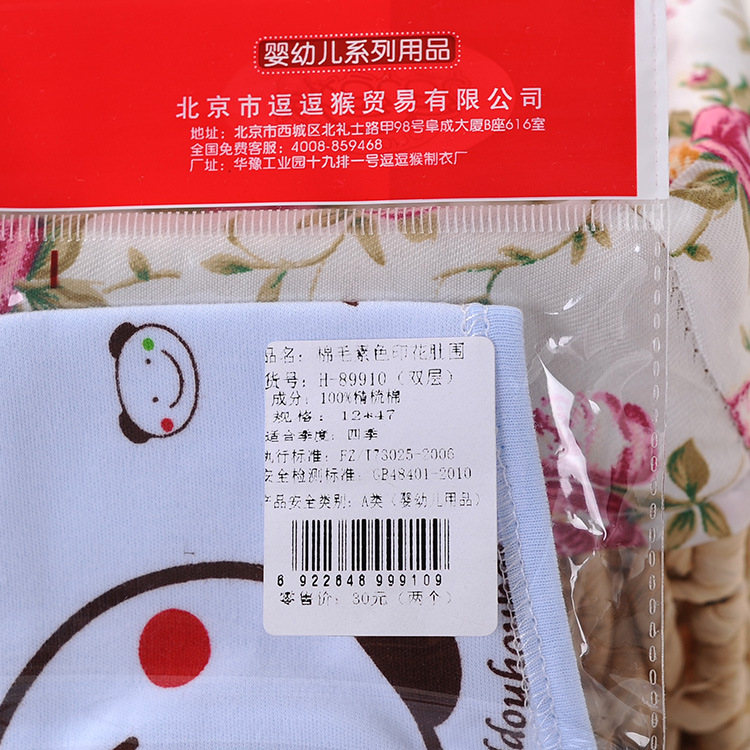 婴幼儿系列用品
北京市逗逗猴贸易有限公司
地址：北京市西城区北礼士路甲98号阜成大厦B座616室
全国免费客服：4008-859468
厂址：华豫工业园十九排一号逗逗猴制衣厂
品名：棉毛素色印花肚围
货号：H-89910（双层）
成分：100%精梳棉
规格：12*47
适合季度：四季
执行标准：FZ/T73025-2006
安全检测标准：GB48401-2010
产品安全类别：A类（婴幼儿用品）
6922648999109
零售价：30元（两个）